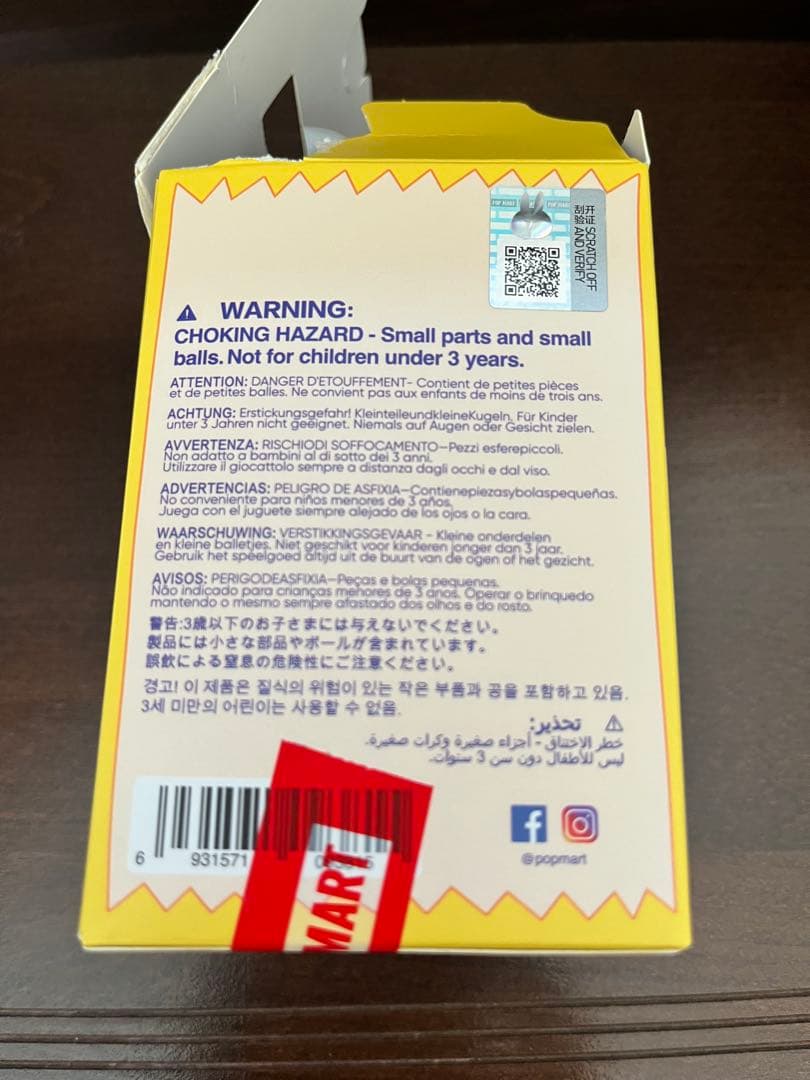 POP MART
POP MART
刮开
验证
SCRATCH OFF
AND VERIFY
WARNING:
CHOKING HAZARD - Small parts and small
balls. Not for children under 3 years.
ATTENTION: DANGER D'ETOUFFEMENT- Contient de petites pièces
et de petites balles. Ne convient pas aux enfants de moins de trois ans.
ACHTUNG: Erstickungsgefahr! KleinteileundkleineKugeln. Für Kinder
unter 3 Jahren nicht geeignet. Niemals auf Augen oder Gesicht zielen.
AVVERTENZA: RISCHIODI SOFFOCAMENTO—Pezzi esferepiccoli.
Non adatto a bambini al di sotto dei 3 anni.
Utilizzare il giocattolo sempre a distanza dagli occhi e dal viso.
ADVERTENCIAS: PELIGRO DE ASFIXIA—Contienepiezasybolaspequeñas.
No conveniente para niños menores de 3 años.
Juega con el juguete siempre alejado de los ojos o la cara.
WAARSCHUWING: VERSTIKKINGSGEVAAR - Kleine onderdelen
en kleine balletjes. Niet geschikt voor kinderen jonger dan 3 jaar.
Gebruik het speelgoed altijd uit de buurt van de ogen of het gezicht.
AVISOS: PERIGODEASFIXIA—Peças e bolas pequenas.
Não indicado para crianças menores de 3 anos. Operar o brinquedo
mantendo o mesmo sempre afastado dos olhos e do rosto.
警告:3歳以下のお子さまには与えないでください。
製品には小さな部品やボールが含まれています。
誤飲による窒息の危険性にご注意ください。
경고! 이 제품은 질식의 위험이 있는 작은 부품과 공을 포함하고 있음.
3세 미만의 어린이는 사용할 수 없음.
تحذير:
خطر الاختناق - أجزاء صغيرة وكرات صغيرة.
ليس للأطفال دون سن 3 سنوات.
6 931571
MART
@popmart